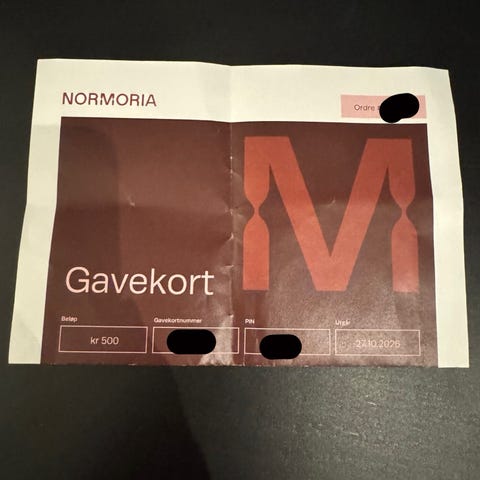 NORMORIA
Ordre
M
Gavekort
Beløp
Gavekortnummer
PIN
Utgår
kr 500
27.10.2026